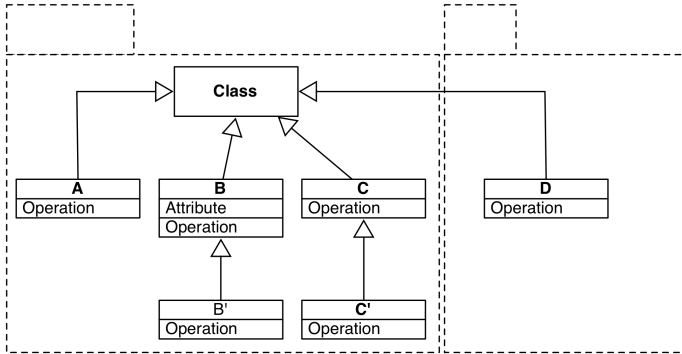 Class
A
Operation
B
Attribute
Operation
C
Operation
D
Operation
B'
Operation
C'
Operation